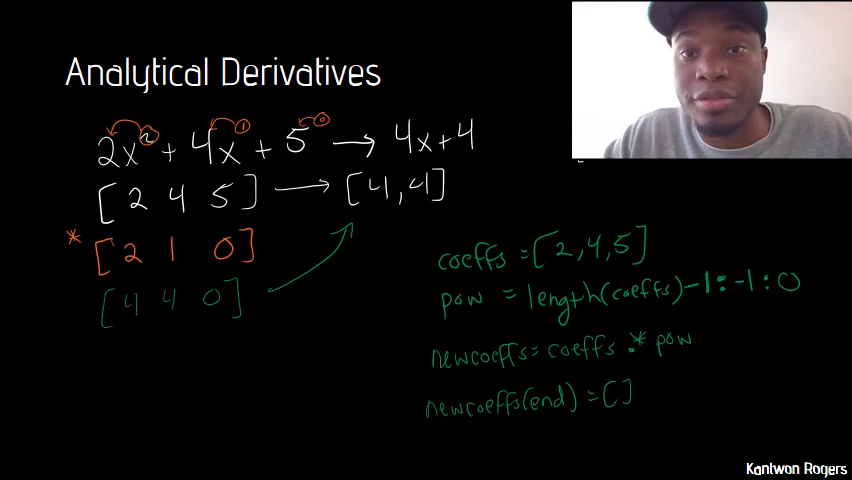 Analytical Derivatives
2x² + 4x¹ + 5⁰ → 4x+4
[ 2 4 5 ] → [4,4]
* [ 2 1 0 ]
[ 4 4 0 ]
coeffs = [2,4,5]
pow = length(coeffs)-1:-1:0
newcoeffs = coeffs .* pow
newcoeffs(end) = []
Kantwon Rogers